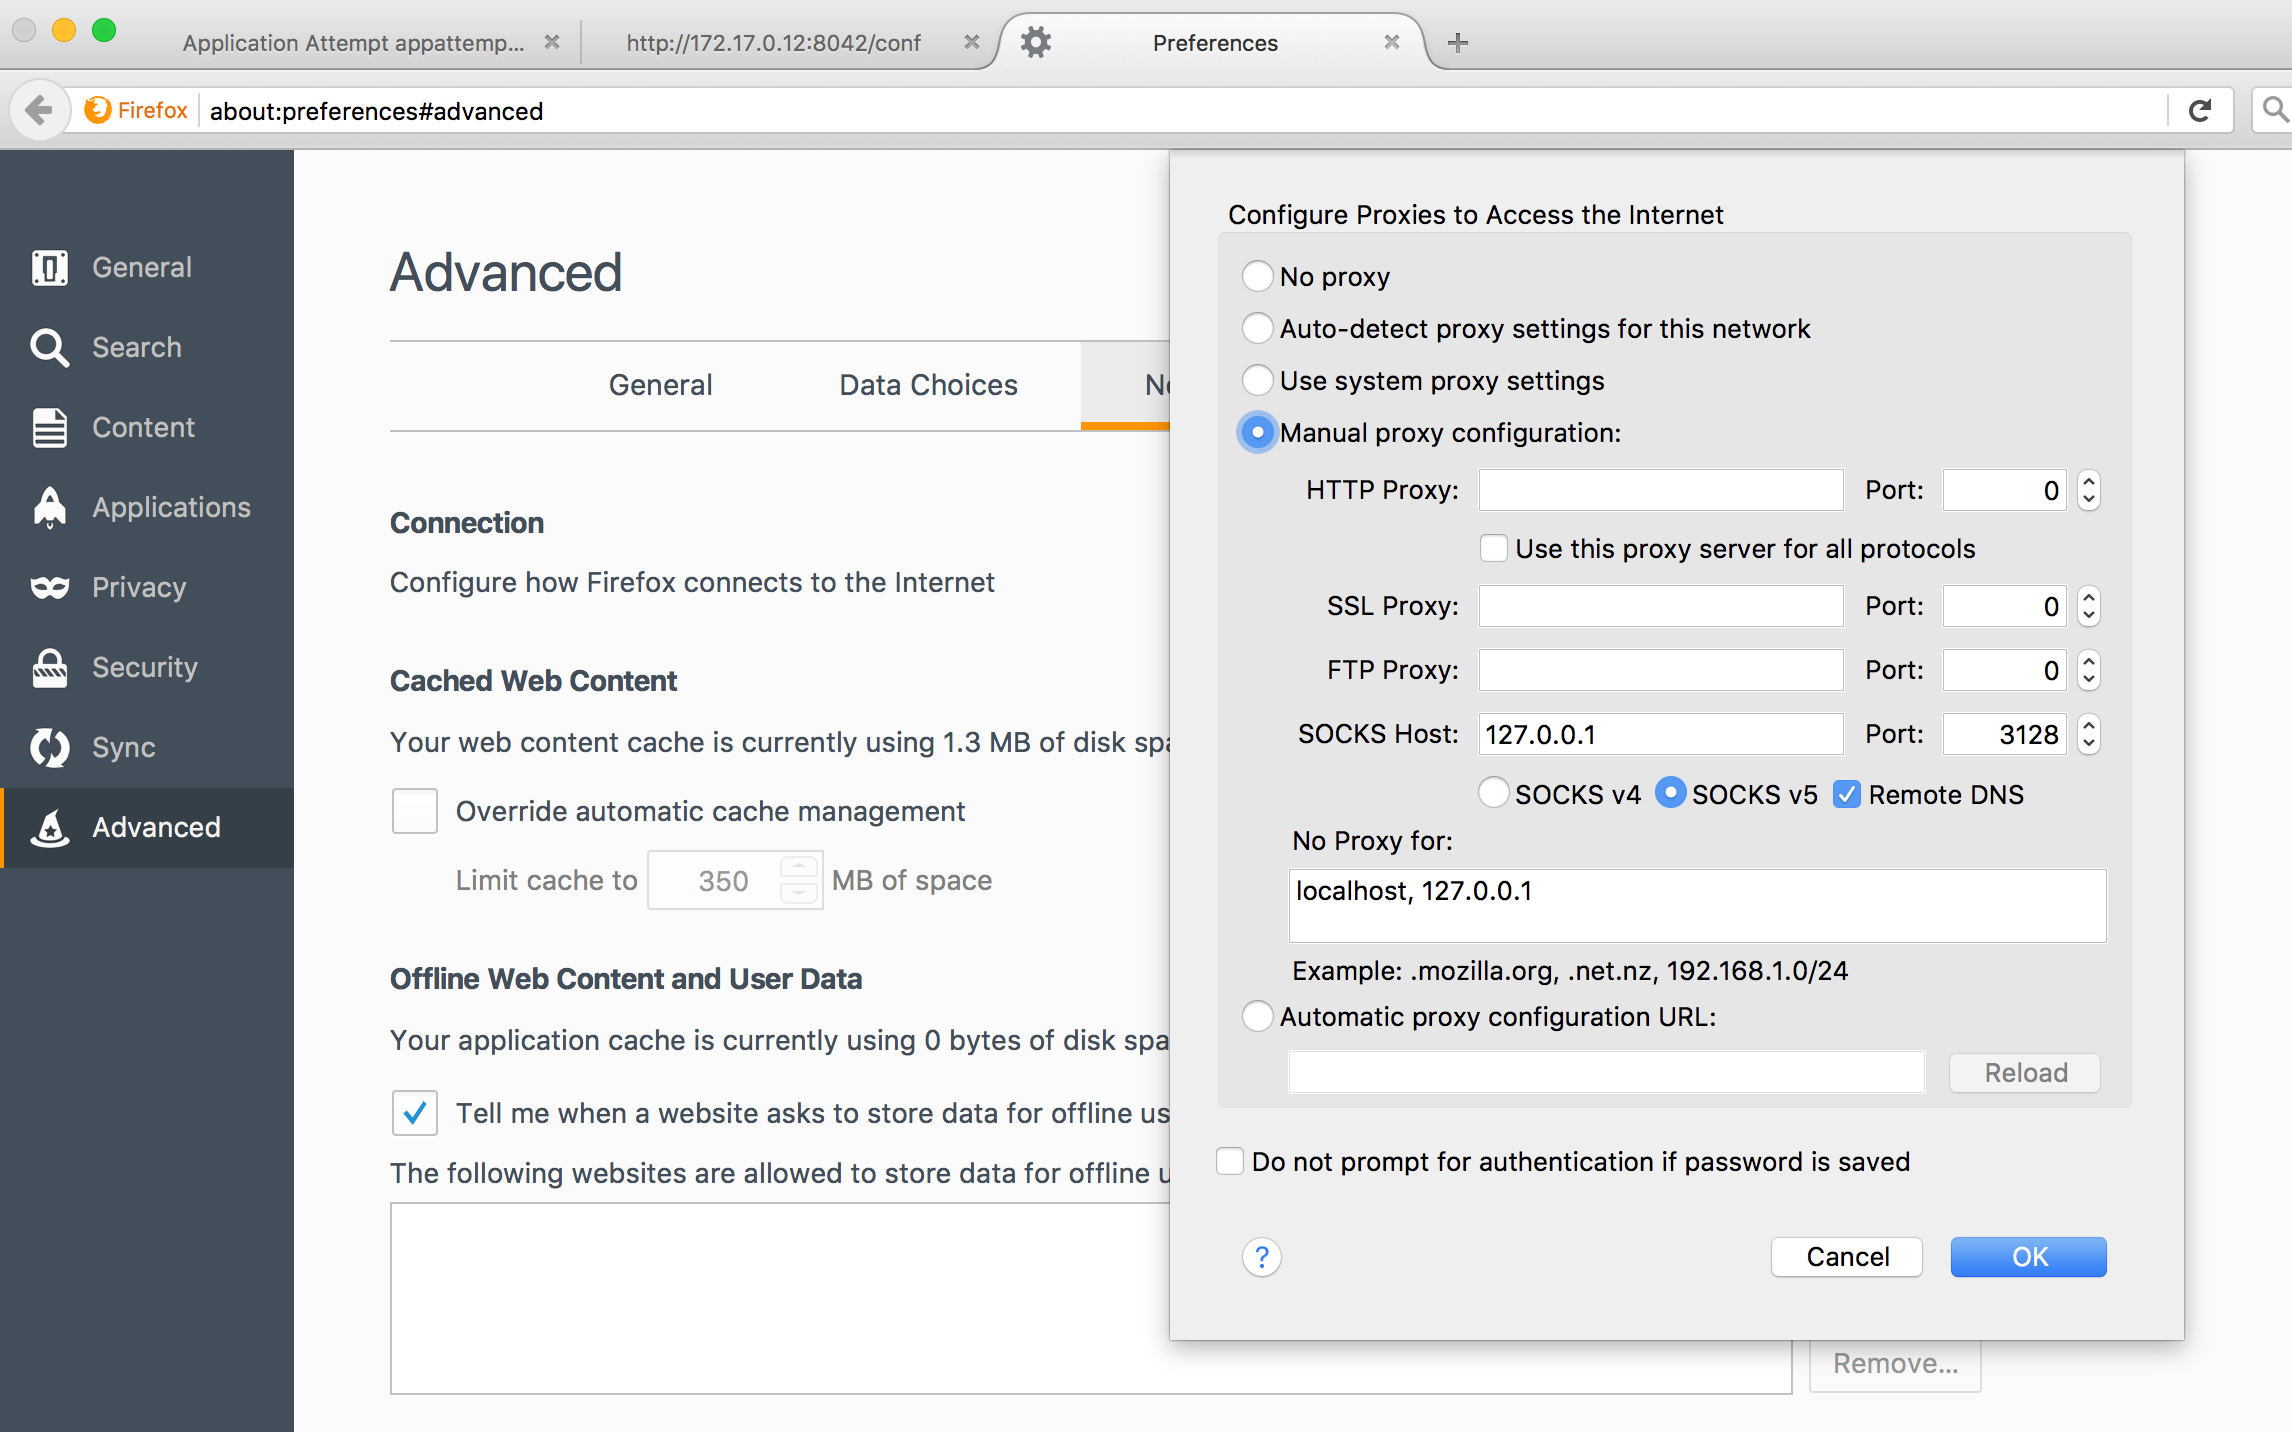 Application Attempt appattemp...
http://172.17.0.12:8042/conf
Preferences
Firefox
about:preferences#advanced
General
Search
Content
Applications
Privacy
Security
Sync
Advanced
Advanced
General
Data Choices
Connection
Configure how Firefox connects to the Internet
Cached Web Content
Your web content cache is currently using 1.3 MB of disk spa
Override automatic cache management
Limit cache to 350 MB of space
Offline Web Content and User Data
Your application cache is currently using 0 bytes of disk spa
Tell me when a website asks to store data for offline us
The following websites are allowed to store data for offline u
Remove...
Configure Proxies to Access the Internet
No proxy
Auto-detect proxy settings for this network
Use system proxy settings
Manual proxy configuration:
HTTP Proxy: Port: 0
Use this proxy server for all protocols
SSL Proxy: Port: 0
FTP Proxy: Port: 0
SOCKS Host: 127.0.0.1 Port: 3128
SOCKS v4 SOCKS v5 Remote DNS
No Proxy for:
localhost, 127.0.0.1
Example: .mozilla.org, .net.nz, 192.168.1.0/24
Automatic proxy configuration URL:
Reload
Do not prompt for authentication if password is saved
? Cancel OK